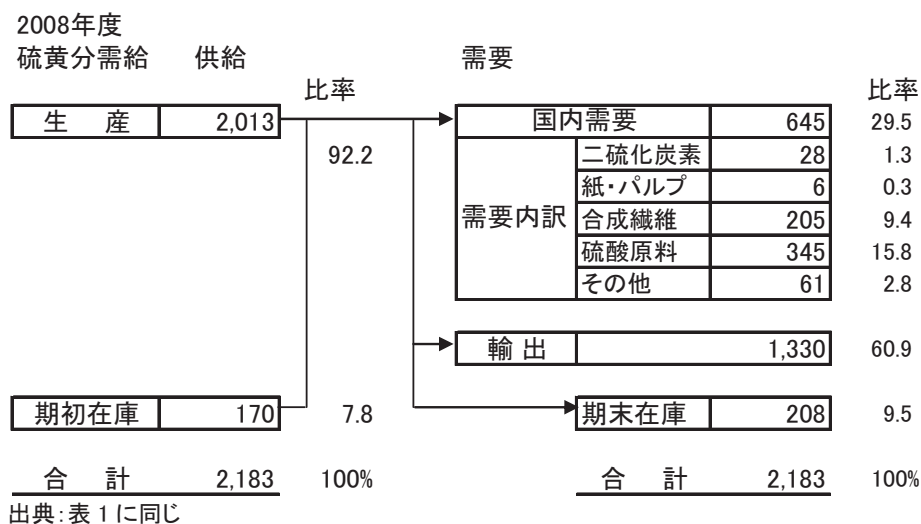 2008年度
硫黄分需給 供給 需要
比率 比率
生 産 2,013 国内需要 645 29.5
92.2 二硫化炭素 28 1.3
紙・パルプ 6 0.3
需要内訳 合成繊維 205 9.4
硫酸原料 345 15.8
その他 61 2.8
輸 出 1,330 60.9
期初在庫 170 7.8 期末在庫 208 9.5
合 計 2,183 100% 合 計 2,183 100%
出典:表 1 に同じ